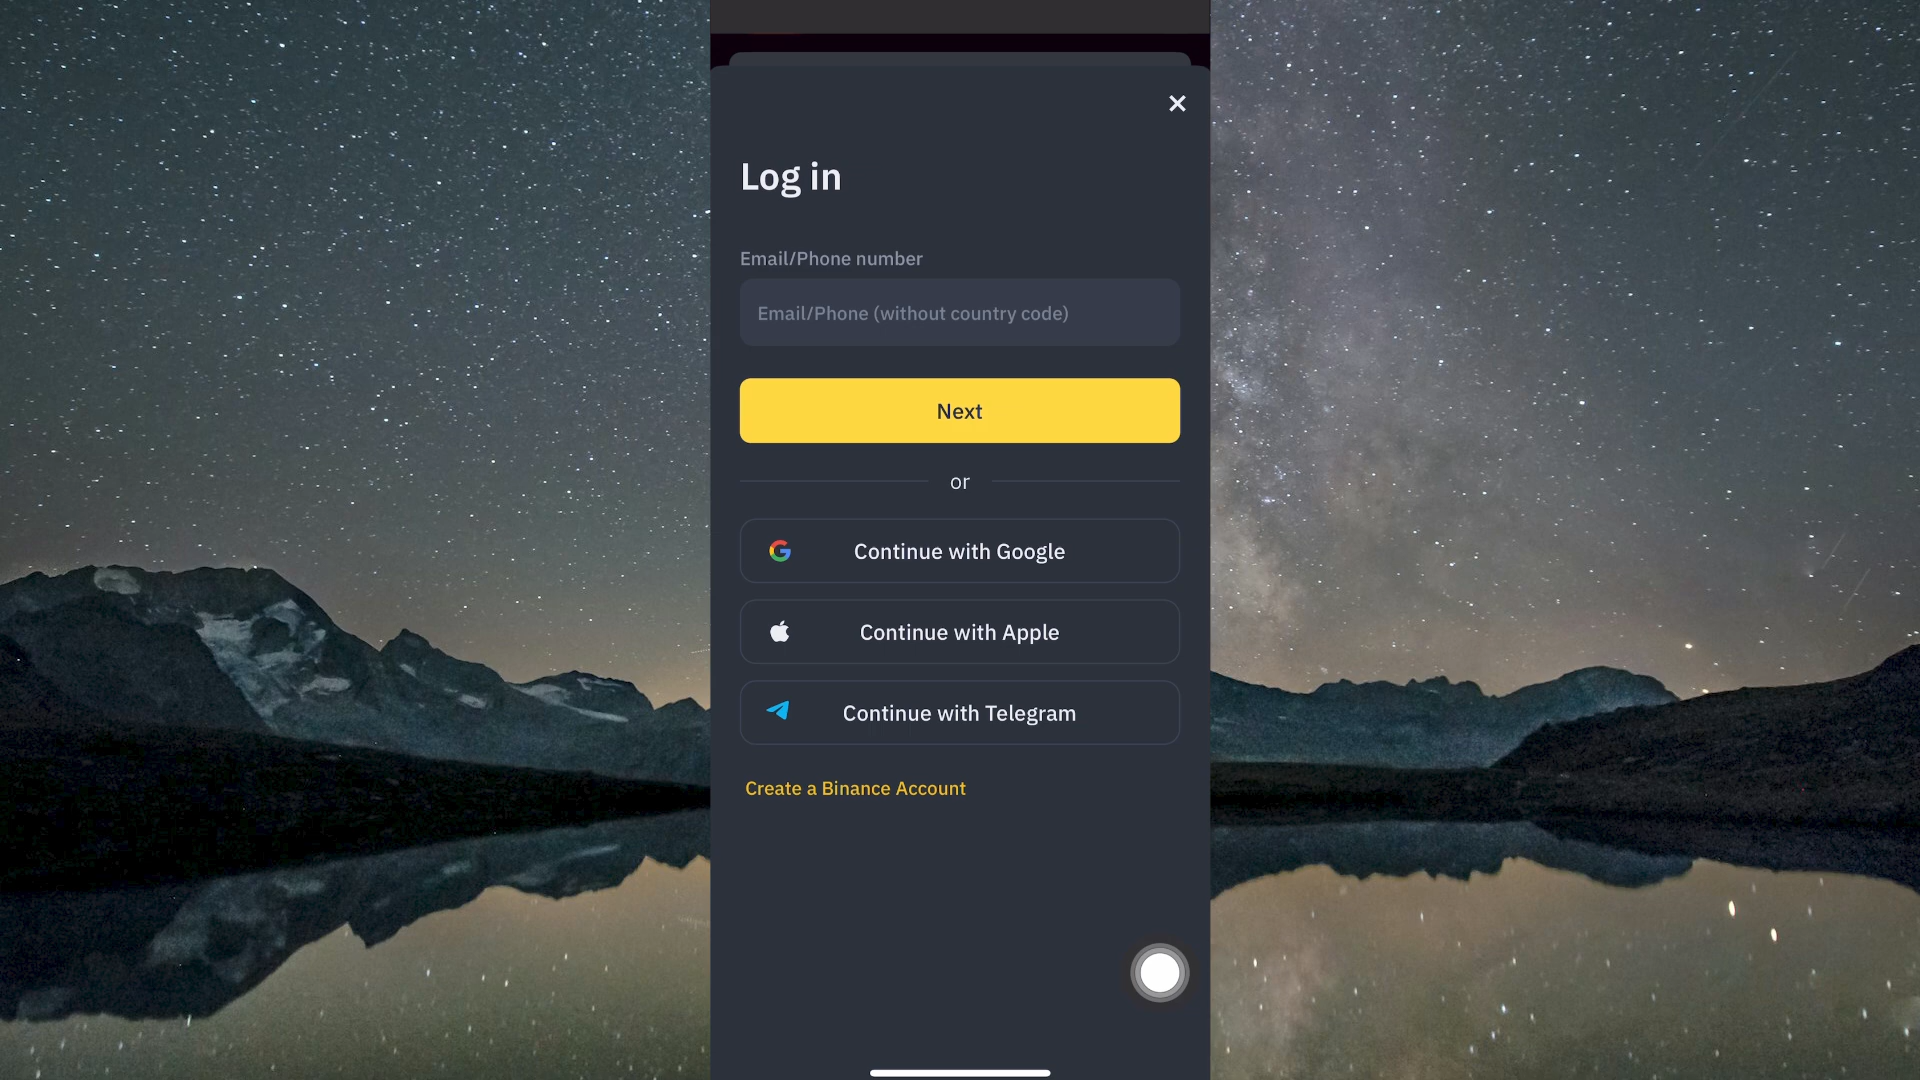 Log in
Email/Phone number
Email/Phone (without country code)
Next
or
Continue with Google
Continue with Apple
Continue with Telegram
Create a Binance Account